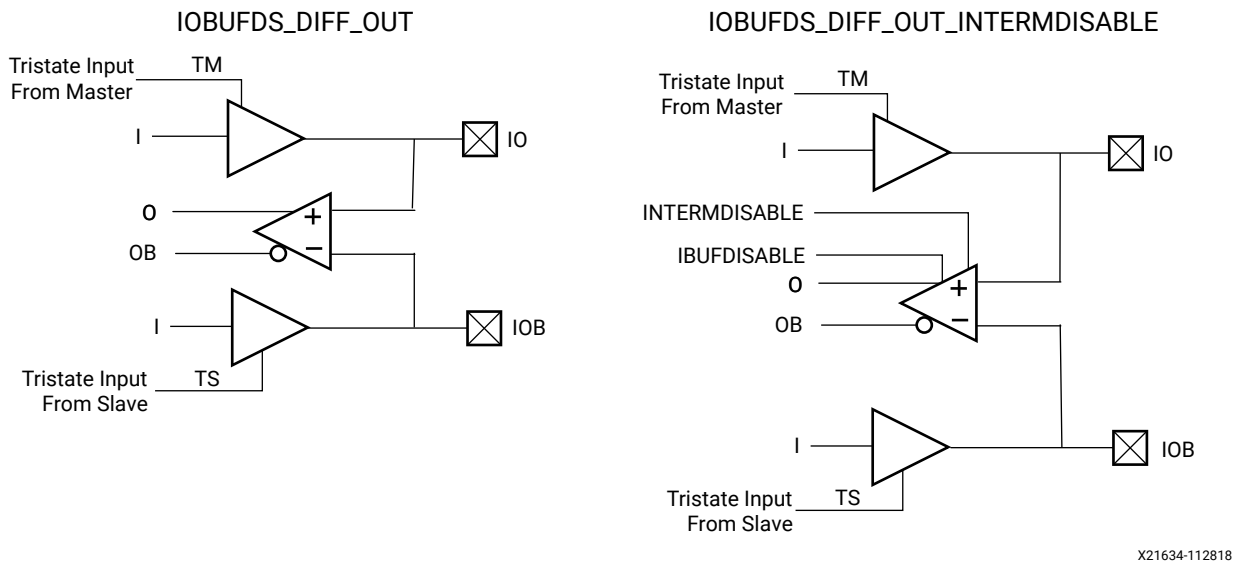 IOBUFDS_DIFF_OUT
Tristate Input
From Master
TM
I
IO
O
+
OB
−
I
IOB
Tristate Input
From Slave
TS
IOBUFDS_DIFF_OUT_INTERMDISABLE
Tristate Input
From Master
TM
I
IO
INTERMDISABLE
IBUFDISABLE
O
+
OB
−
I
IOB
Tristate Input
From Slave
TS
X21634-112818